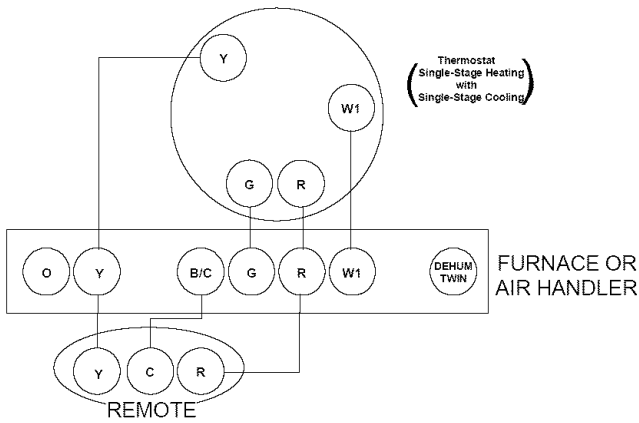 Y
Thermostat
Single-Stage Heating
with
Single-Stage Cooling
W1
G R
O Y B/C G R W1 DEHUM
TWIN
FURNACE OR
AIR HANDLER
Y C R
REMOTE